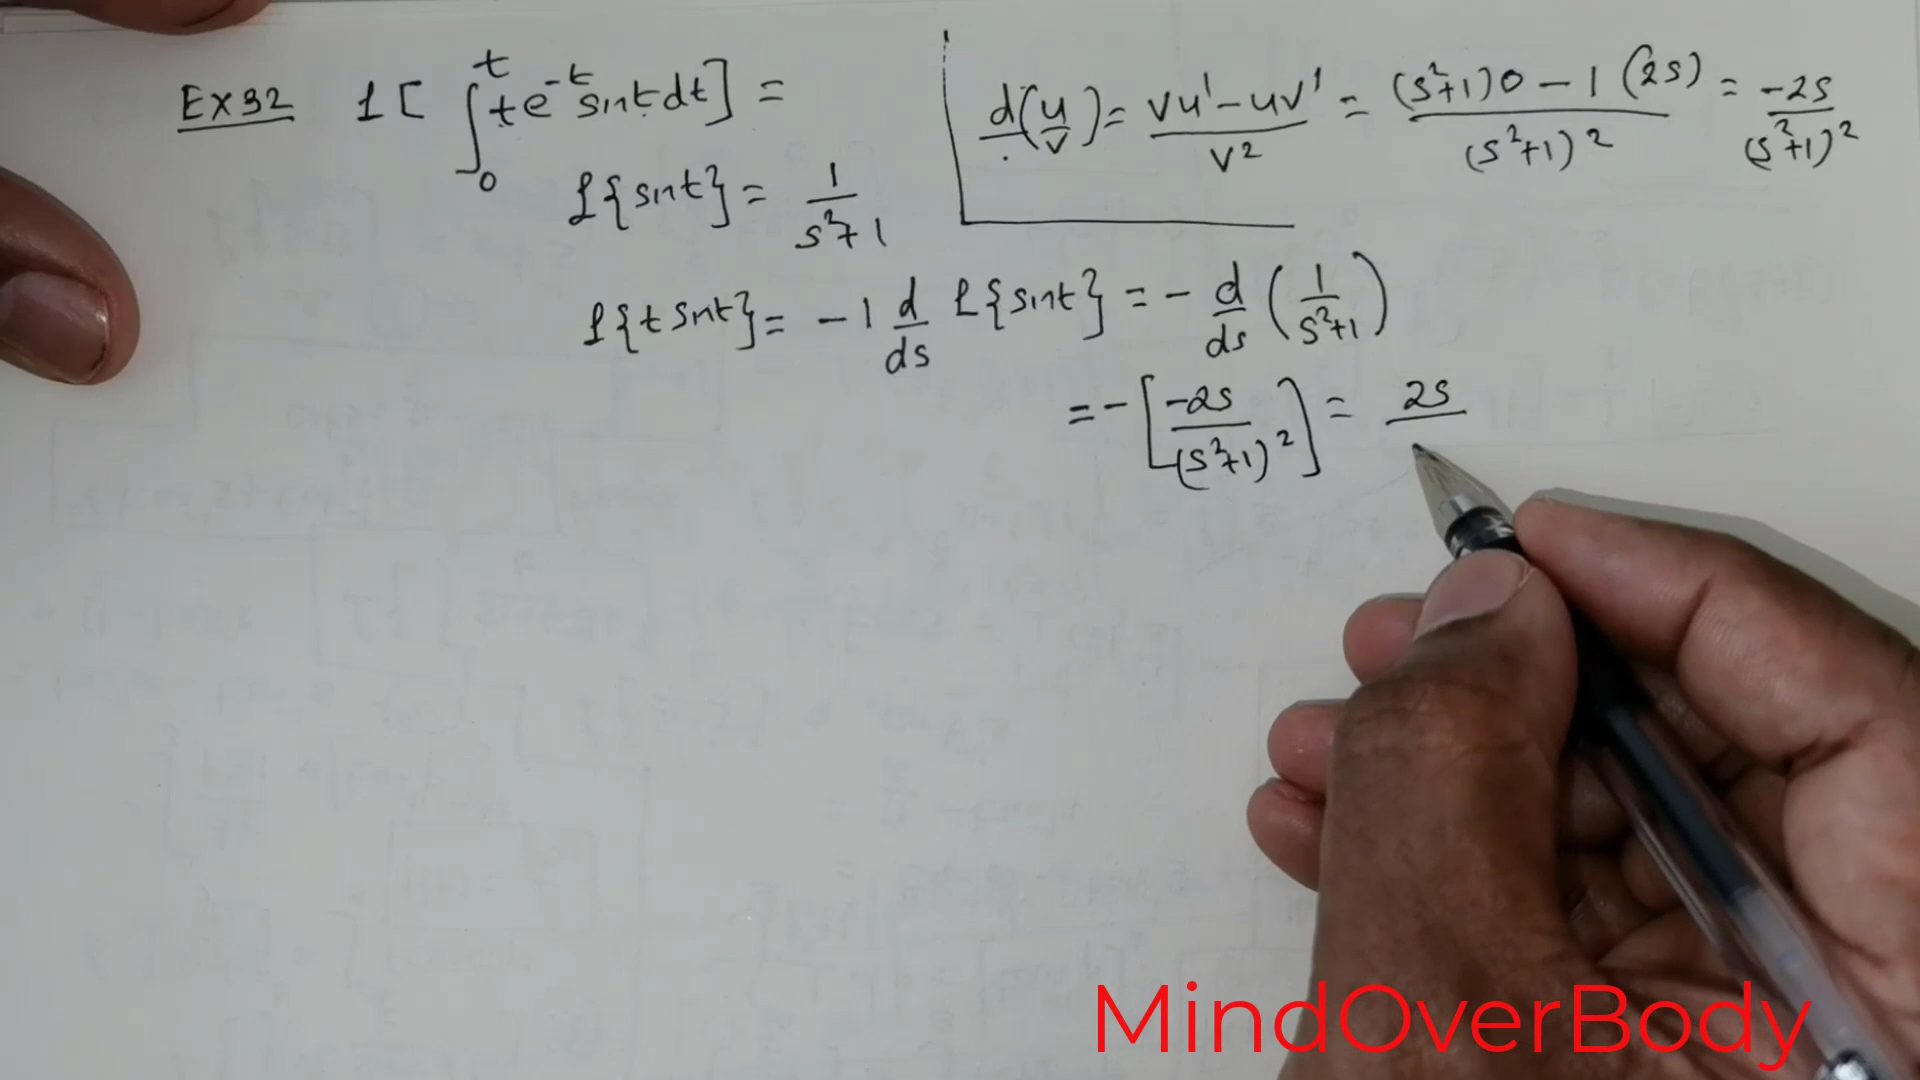 EX32 L[∫₀ᵗ te⁻ᵗ sint dt] =
d(u/v) = vu' - uv' / v² = (s²+1)0 - 1(2s) / (s²+1)² = -2s / (s²+1)²
L{sint} = 1 / s²+1
L{t sint} = -1 d/ds L{sint} = - d/ds (1 / s²+1)
= - [-2s / (s²+1)²] = 2s
MindOverBody